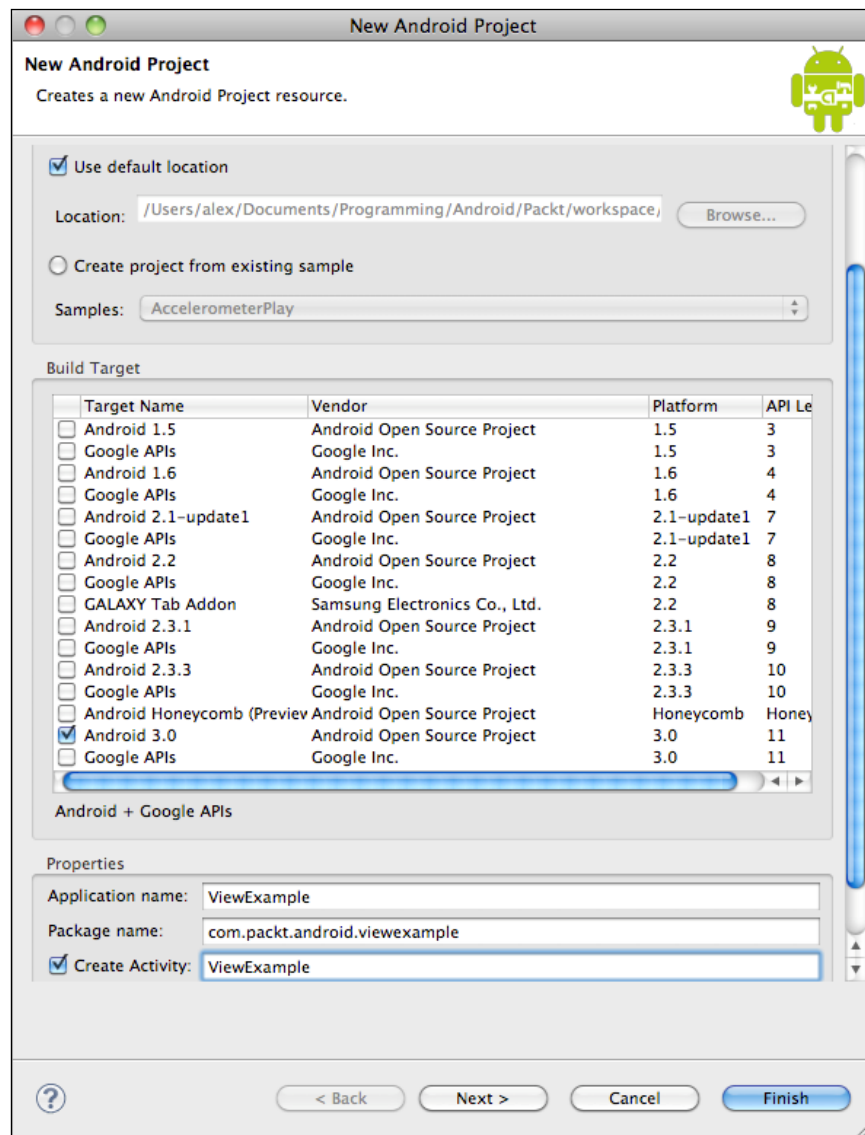 New Android Project
New Android Project
Creates a new Android Project resource.
Use default location
Location: /Users/alex/Documents/Programming/Android/Packt/workspace/ Browse...
Create project from existing sample
Samples: AccelerometerPlay
Build Target
Target Name Vendor Platform API Le
Android 1.5 Android Open Source Project 1.5 3
Google APIs Google Inc. 1.5 3
Android 1.6 Android Open Source Project 1.6 4
Google APIs Google Inc. 1.6 4
Android 2.1-update1 Android Open Source Project 2.1-update1 7
Google APIs Google Inc. 2.1-update1 7
Android 2.2 Android Open Source Project 2.2 8
Google APIs Google Inc. 2.2 8
GALAXY Tab Addon Samsung Electronics Co., Ltd. 2.2 8
Android 2.3.1 Android Open Source Project 2.3.1 9
Google APIs Google Inc. 2.3.1 9
Android 2.3.3 Android Open Source Project 2.3.3 10
Google APIs Google Inc. 2.3.3 10
Android Honeycomb (Preview Android Open Source Project Honeycomb Honey
Android 3.0 Android Open Source Project 3.0 11
Google APIs Google Inc. 3.0 11
Android + Google APIs
Properties
Application name: ViewExample
Package name: com.packt.android.viewexample
Create Activity: ViewExample
? < Back Next > Cancel Finish